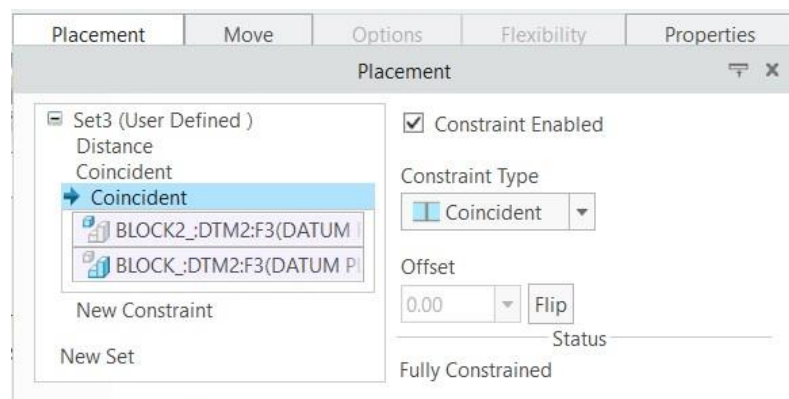 Placement Move Options Flexibility Properties
Placement
Set3 (User Defined )
Distance
Coincident
Coincident
BLOCK2_:DTM2:F3(DATUM
BLOCK_:DTM2:F3(DATUM
New Constraint
New Set
Constraint Enabled
Constraint Type
Coincident
Offset
0.00 Flip
Status
Fully Constrained